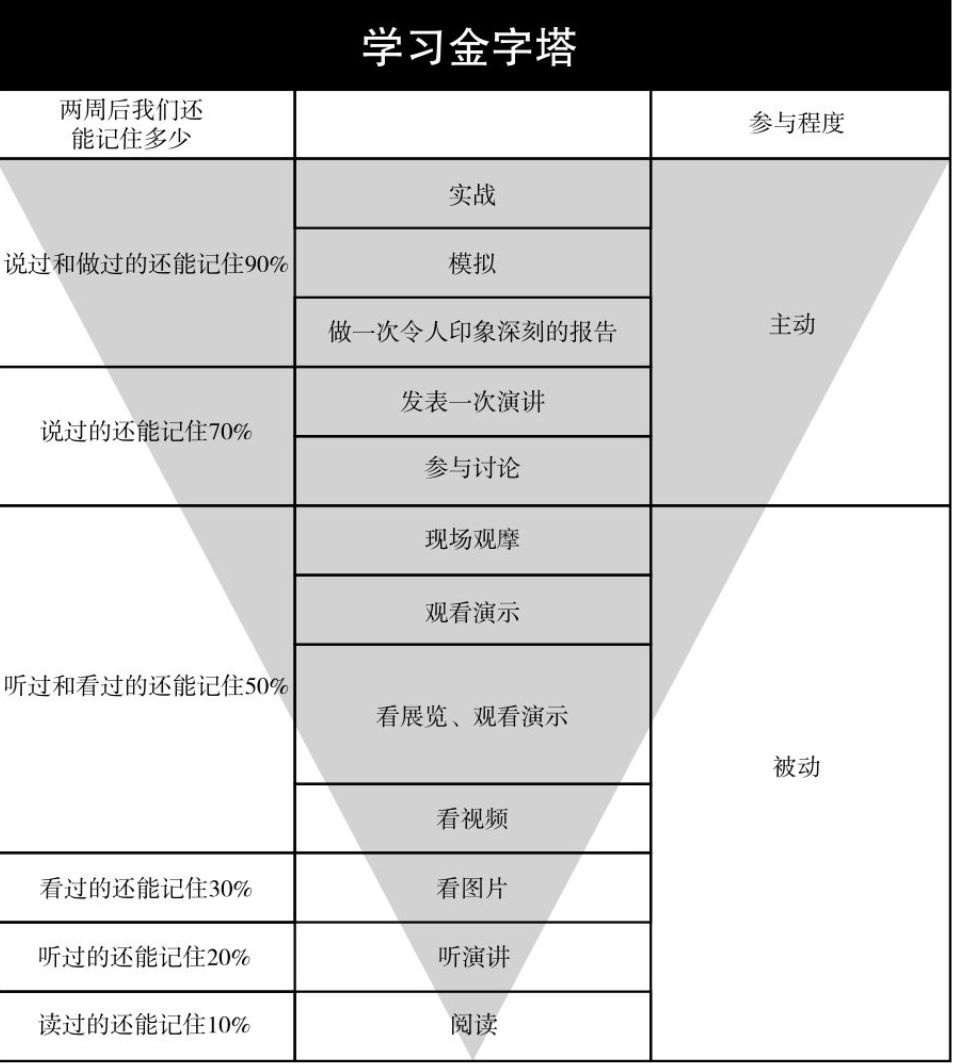 学习金字塔
两周后我们还
能记住多少
参与程度
实战
说过和做过的还能记住90%
模拟
做一次令人印象深刻的报告
主动
发表一次演讲
说过的还能记住70%
参与讨论
现场观摩
观看演示
听过和看过的还能记住50%
看展览、观看演示
被动
看视频
看过的还能记住30%
看图片
听过的还能记住20%
听演讲
读过的还能记住10%
阅读